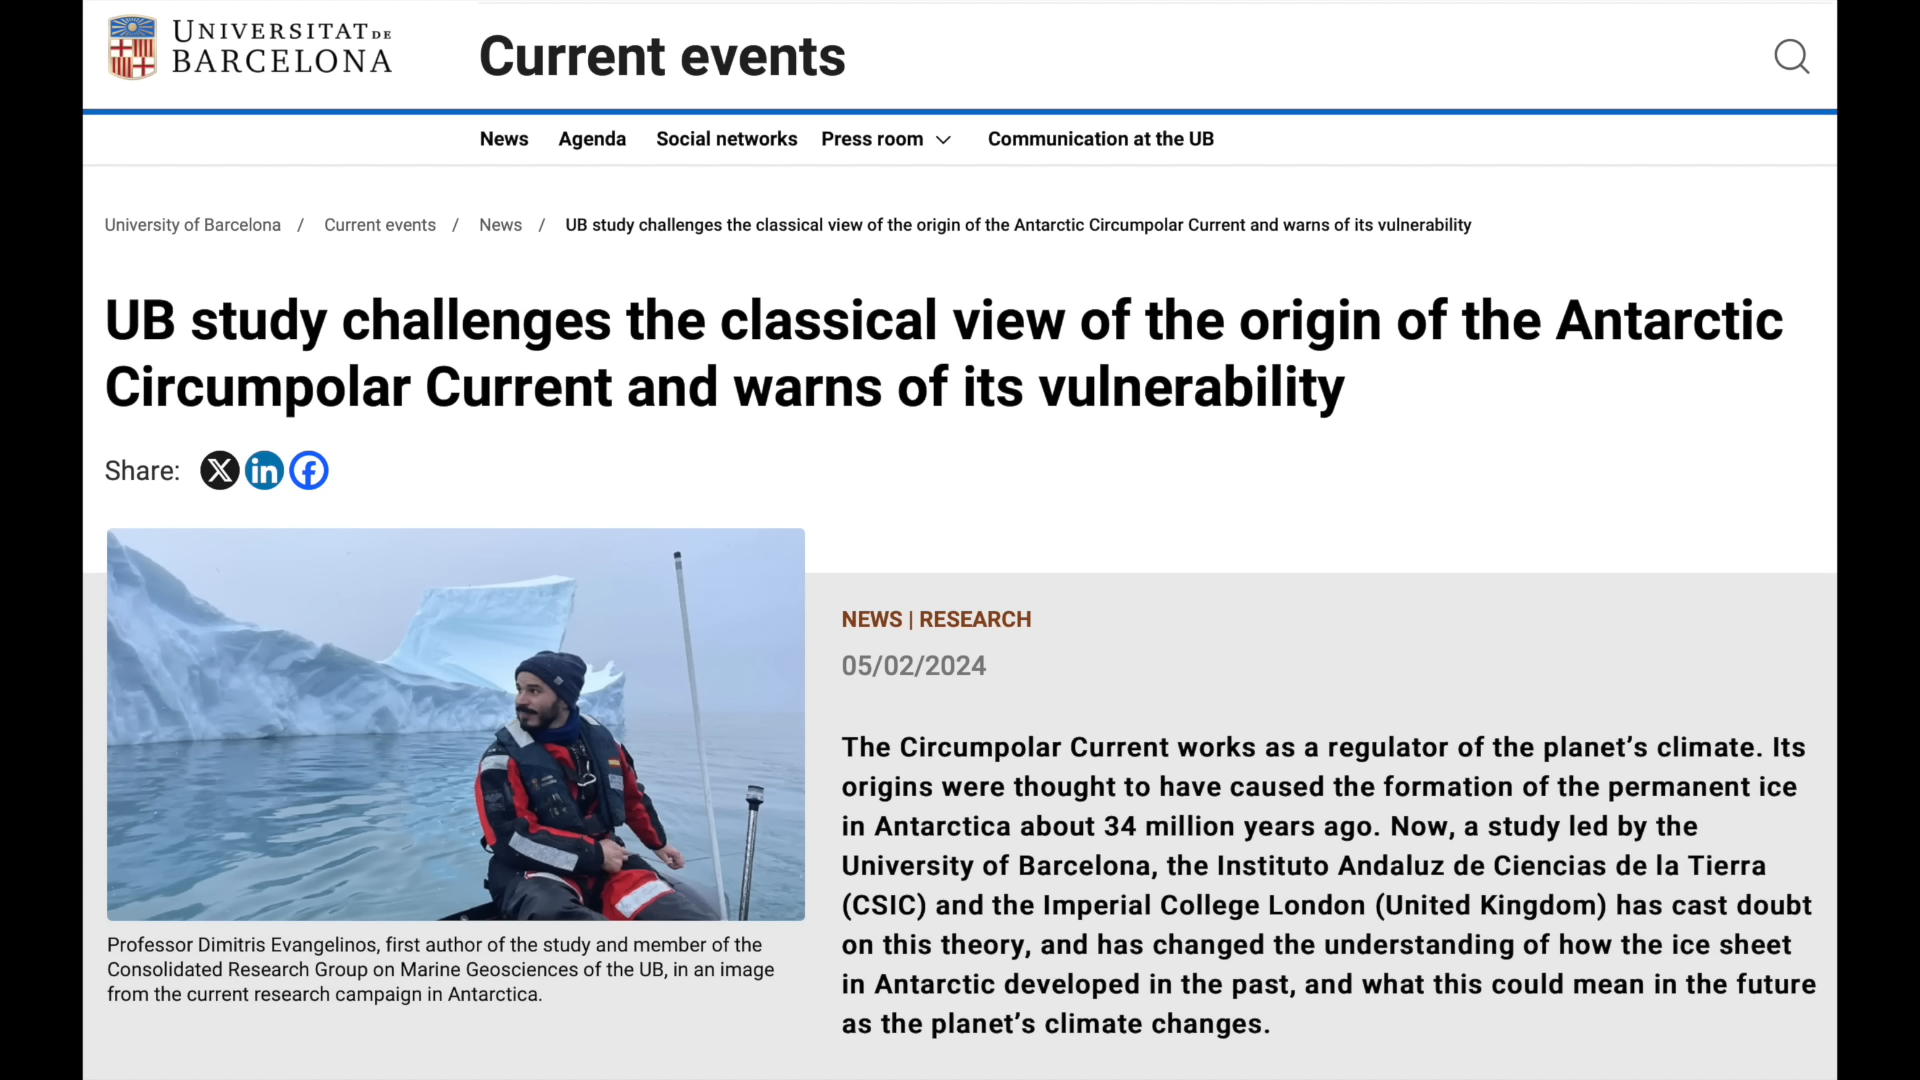 UNIVERSITAT DE
BARCELONA
Current events
News Agenda Social networks Press room Communication at the UB
University of Barcelona / Current events / News / UB study challenges the classical view of the origin of the Antarctic Circumpolar Current and warns of its vulnerability
UB study challenges the classical view of the origin of the Antarctic
Circumpolar Current and warns of its vulnerability
Share:
NEWS | RESEARCH
05/02/2024
The Circumpolar Current works as a regulator of the planet’s climate. Its
origins were thought to have caused the formation of the permanent ice
in Antarctica about 34 million years ago. Now, a study led by the
University of Barcelona, the Instituto Andaluz de Ciencias de la Tierra
(CSIC) and the Imperial College London (United Kingdom) has cast doubt
on this theory, and has changed the understanding of how the ice sheet
in Antarctic developed in the past, and what this could mean in the future
as the planet’s climate changes.
Professor Dimitris Evangelinos, first author of the study and member of the
Consolidated Research Group on Marine Geosciences of the UB, in an image
from the current research campaign in Antarctica.